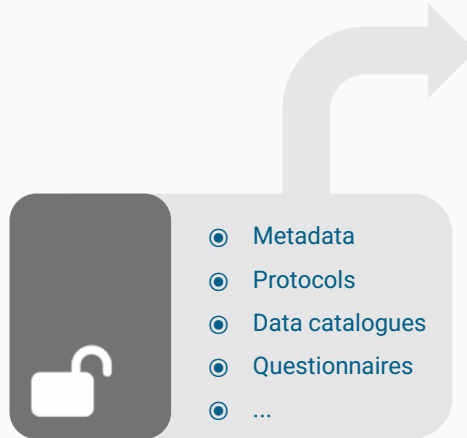 ◉ Metadata
◉ Protocols
◉ Data catalogues
◉ Questionnaires
◉ ...